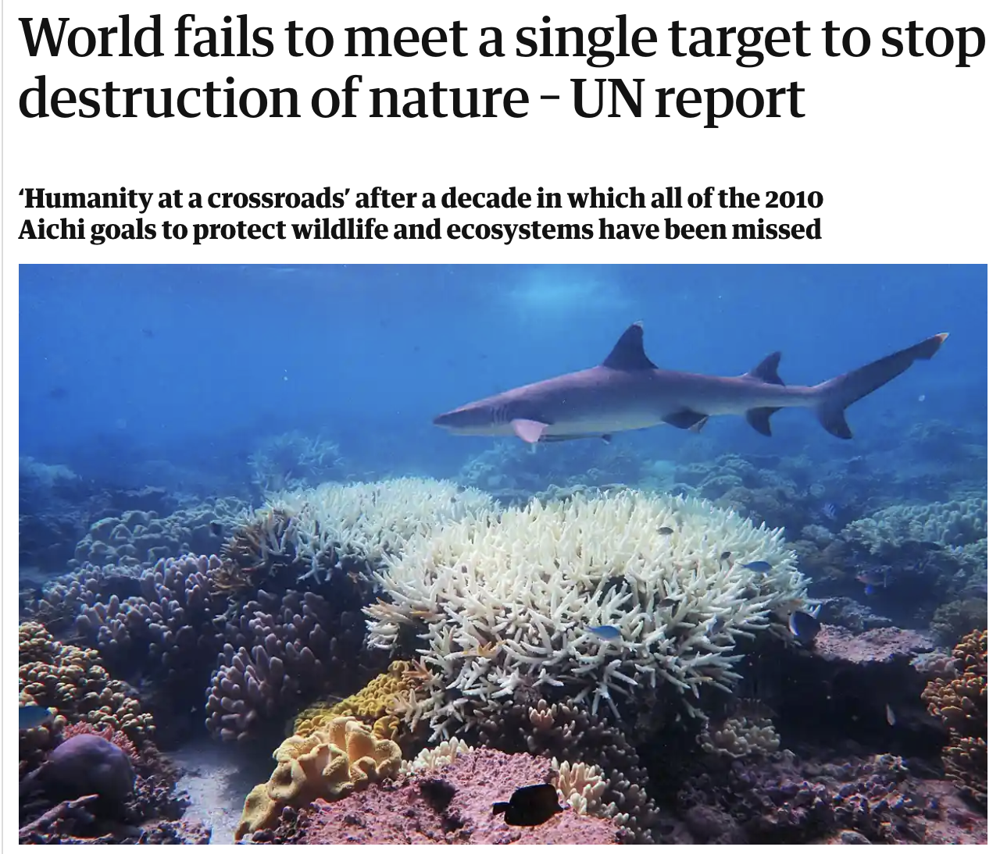 World fails to meet a single target to stop
destruction of nature – UN report
‘Humanity at a crossroads’ after a decade in which all of the 2010
Aichi goals to protect wildlife and ecosystems have been missed